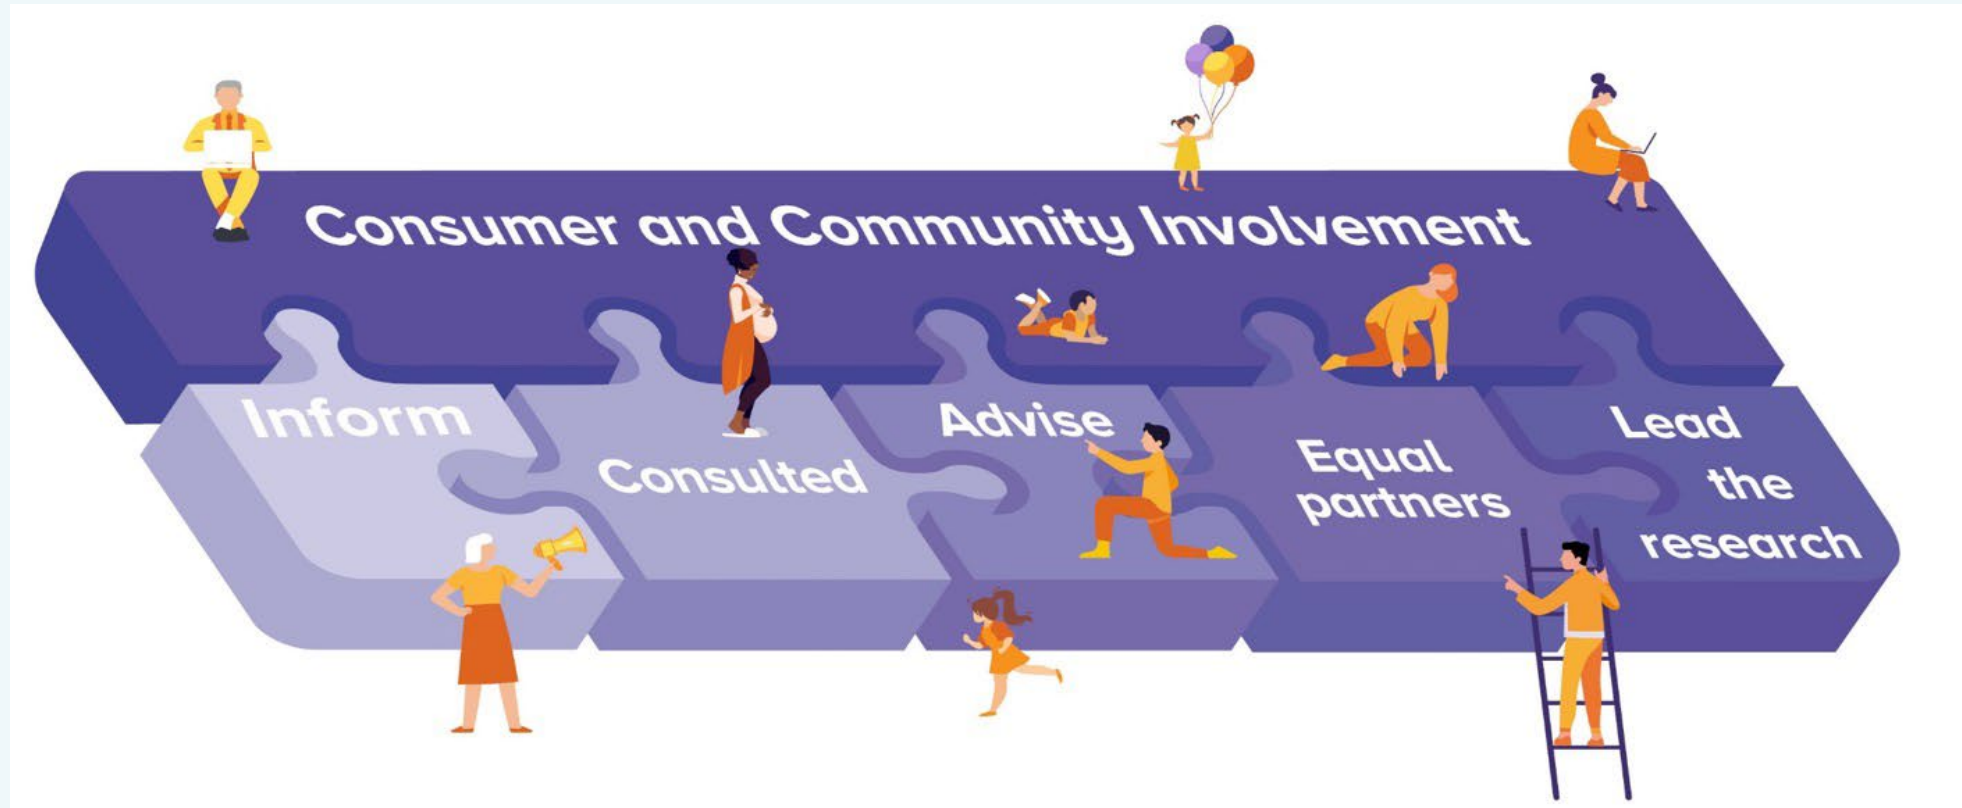 Consumer and Community Involvement
Inform
Consulted
Advise
Equal
partners
Lead
the
research